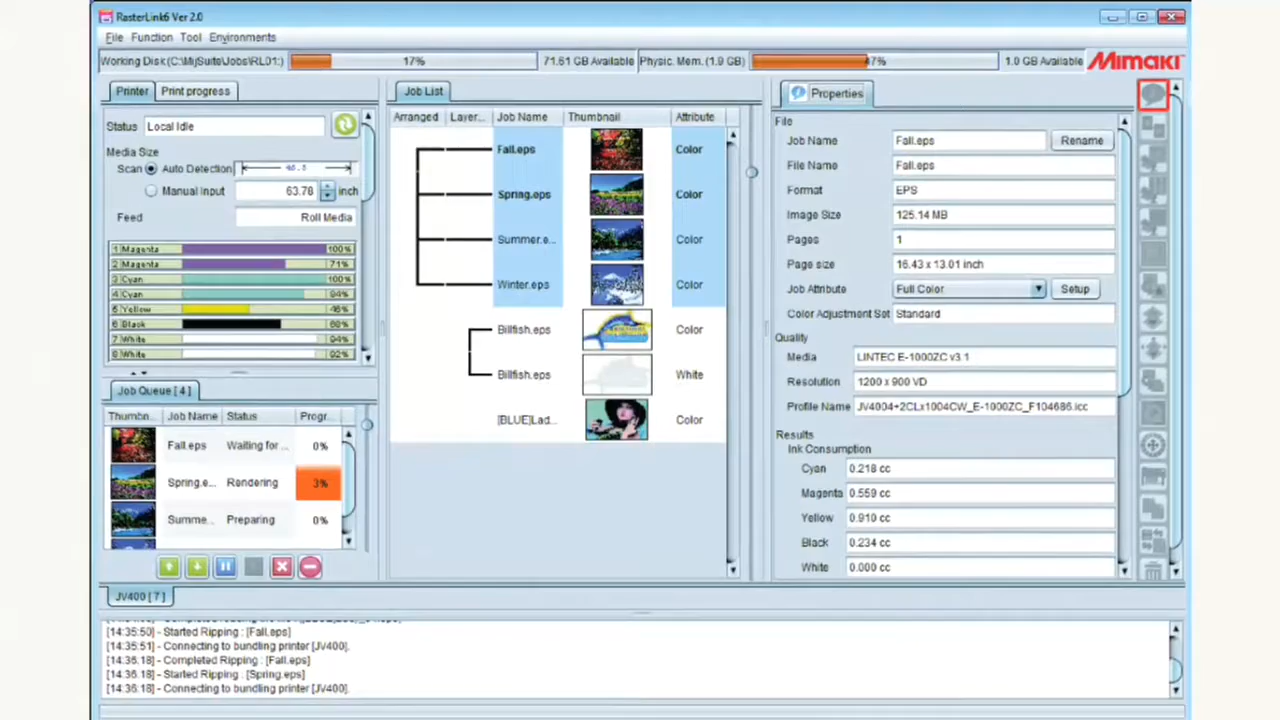 RasterLink6 Ver 2.0
File Function Tool Environments
Working Disk (C:\MijSuite\Jobs\RL01:) 17% 71.61 GB Available Physic. Mem. (1.9 GB) 47% 1.0 GB Available Mimaki
Printer Print progress
Status Local Idle
Media Size
Scan Auto Detection
Manual Input 63.78 inch
Feed Roll Media
1 Magenta 100%
2 Magenta 71%
3 Cyan 100%
4 Cyan 94%
5 Yellow 46%
6 Black 68%
7 White 94%
8 White 92%
Job Queue [ 4 ]
Thumbn... Job Name Status Progr...
Fall.eps Waiting for ... 0%
Spring.e... Rendering 3%
Summe... Preparing 0%
Job List
Arranged Layer... Job Name Thumbnail Attribute
Fall.eps Color
Spring.eps Color
Summer.e... Color
Winter.eps Color
Billfish.eps Color
Billfish.eps White
[BLUE]Lad... Color
Properties
File
Job Name Fall.eps Rename
File Name Fall.eps
Format EPS
Image Size 125.14 MB
Pages 1
Page size 16.43 x 13.01 inch
Job Attribute Full Color Setup
Color Adjustment Set Standard
Quality
Media LINTEC E-1000ZC v3.1
Resolution 1200 x 900 VD
Profile Name JV4004+2CLx1004CW_E-1000ZC_F104686.icc
Results
Ink Consumption
Cyan 0.218 cc
Magenta 0.559 cc
Yellow 0.910 cc
Black 0.234 cc
White 0.000 cc
JV400 [ 7 ]
[14:35:50] - Started Ripping : [Fall.eps]
[14:35:51] - Connecting to bundling printer [JV400].
[14:36:18] - Completed Ripping : [Fall.eps]
[14:36:18] - Started Ripping : [Spring.eps]
[14:36:18] - Connecting to bundling printer [JV400].